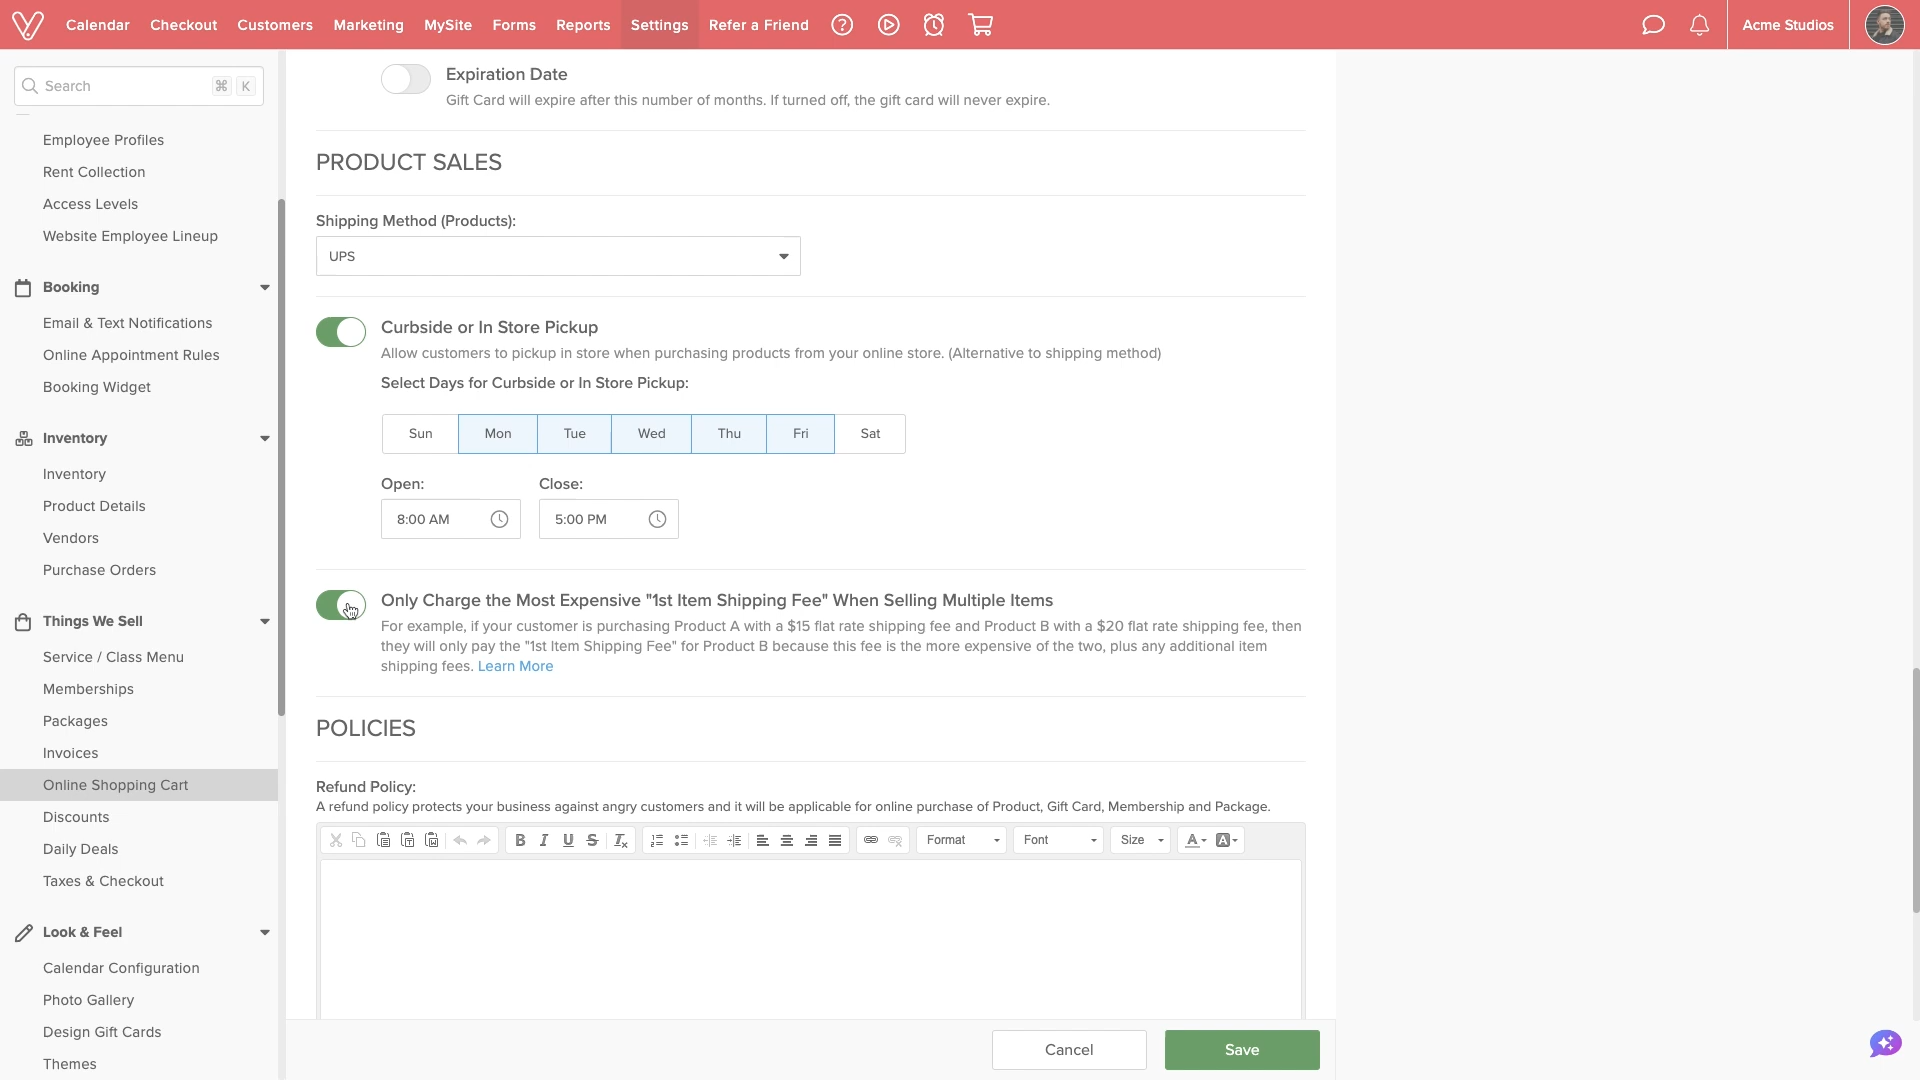 Calendar Checkout Customers Marketing MySite Forms Reports Settings Refer a Friend Acme Studios
Search ⌘ K
Employee Profiles
Rent Collection
Access Levels
Website Employee Lineup
Booking
Email & Text Notifications
Online Appointment Rules
Booking Widget
Inventory
Inventory
Product Details
Vendors
Purchase Orders
Things We Sell
Service / Class Menu
Memberships
Packages
Invoices
Online Shopping Cart
Discounts
Daily Deals
Taxes & Checkout
Look & Feel
Calendar Configuration
Photo Gallery
Design Gift Cards
Themes
Expiration Date
Gift Card will expire after this number of months. If turned off, the gift card will never expire.
PRODUCT SALES
Shipping Method (Products):
UPS
Curbside or In Store Pickup
Allow customers to pickup in store when purchasing products from your online store. (Alternative to shipping method)
Select Days for Curbside or In Store Pickup:
Sun Mon Tue Wed Thu Fri Sat
Open: Close:
8:00 AM 5:00 PM
Only Charge the Most Expensive "1st Item Shipping Fee" When Selling Multiple Items
For example, if your customer is purchasing Product A with a $15 flat rate shipping fee and Product B with a $20 flat rate shipping fee, then
they will only pay the "1st Item Shipping Fee" for Product B because this fee is the more expensive of the two, plus any additional item
shipping fees. Learn More
POLICIES
Refund Policy:
A refund policy protects your business against angry customers and it will be applicable for online purchase of Product, Gift Card, Membership and Package.
Format Font Size
Cancel Save